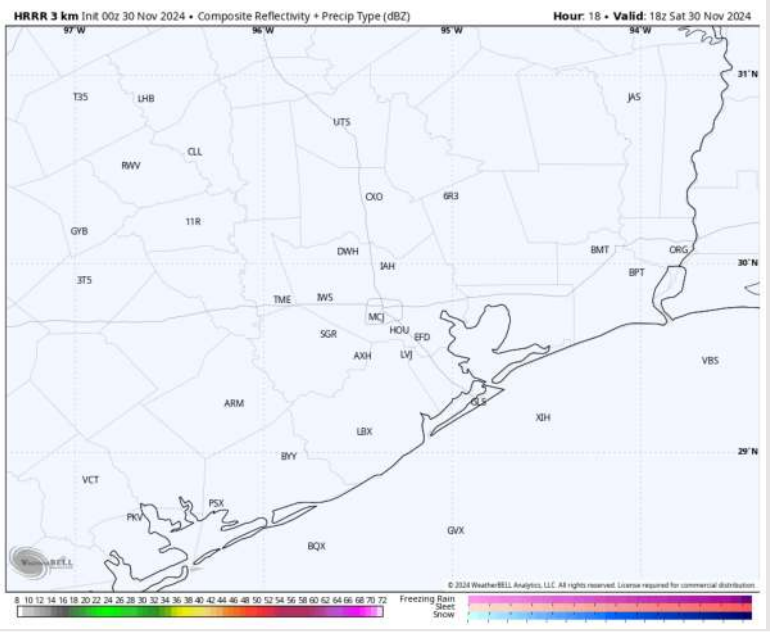 HRRR 3 km Init 00z 30 Nov 2024 • Composite Reflectivity + Precip Type (dBZ) Hour: 18 • Valid: 18z Sat 30 Nov 2024
97°W 96°W 95°W 94°W
31°N
T35 LHB JAS
UTS
CLL
RWV
CXO 6R3
11R
GYB
DWH BMT ORG
IAH 30°N
3T5 BPT
TME IWS
MCJ
SGR HOU EFD
AXH LVJ VBS
ARM GLS
XIH
LBX
BYY 29°N
VCT
PSX
PKV
GVX
BQX
WeatherBELL
© 2024 WeatherBELL Analytics, LLC. All rights reserved. License required for commercial distribution.
8 10 12 14 16 18 20 22 24 26 28 30 32 34 36 38 40 42 44 46 48 50 52 54 56 58 60 62 64 66 68 70 72
Freezing Rain
Sleet
Snow